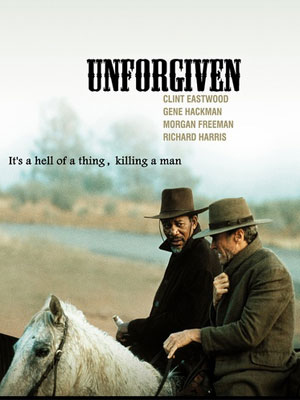 UNFORGIVEN
CLINT EASTWOOD
GENE HACKMAN
MORGAN FREEMAN
RICHARD HARRIS
It's a hell of a thing, killing a man